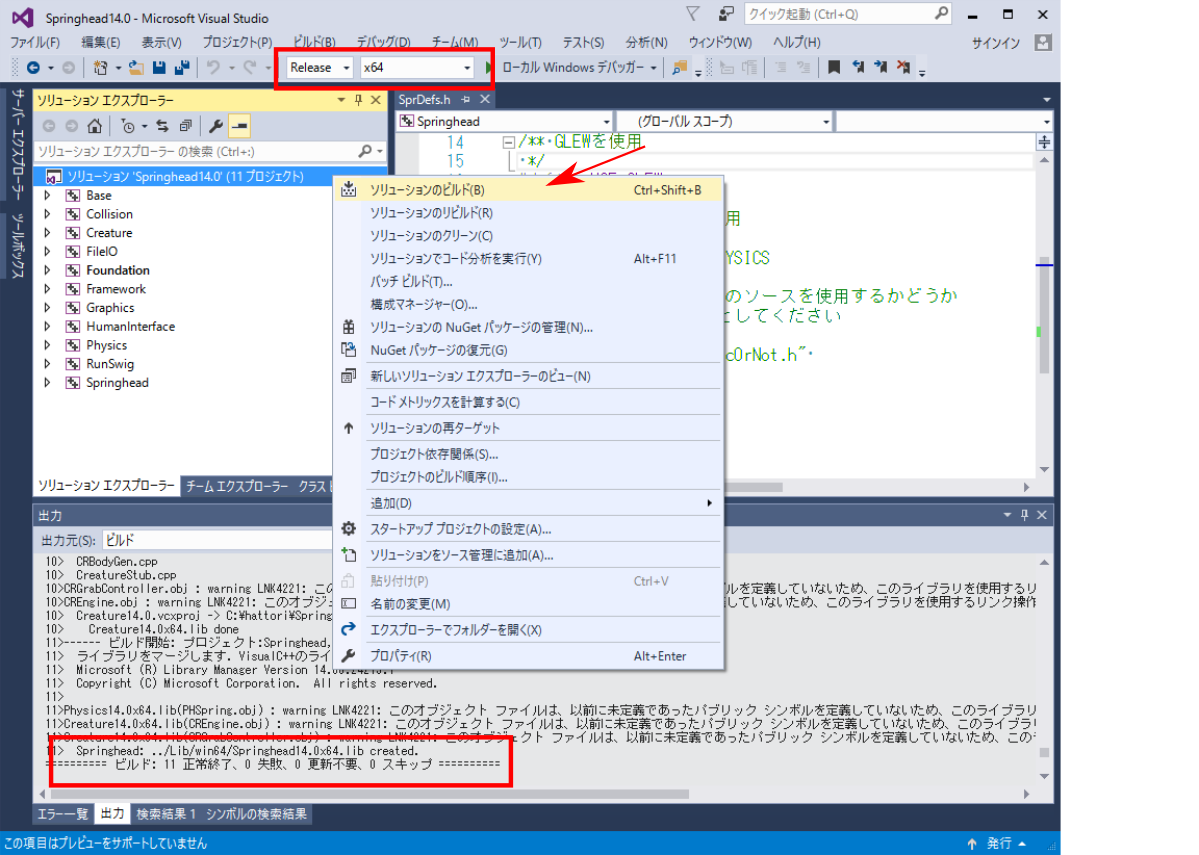 Springhead14.0 - Microsoft Visual Studio
クイック起動 (Ctrl+Q)
ファイル(F) 編集(E) 表示(V) プロジェクト(P) ビルド(B) デバッグ(D) チーム(M) ツール(T) テスト(S) 分析(N) ウィンドウ(W) ヘルプ(H) サインイン
Release x64 ローカル Windows デバッガー
サーバー エクスプローラー
ツールボックス
ソリューション エクスプローラー
ソリューション エクスプローラー の検索 (Ctrl+:)
ソリューション 'Springhead14.0' (11 プロジェクト)
Base
Collision
Creature
FileIO
Foundation
Framework
Graphics
HumanInterface
Physics
RunSwig
Springhead
ソリューション エクスプローラー チーム エクスプローラー クラス
SprDefs.h
Springhead (グローバル スコープ)
14 /**・GLEWを使用
15 ・*/
用
YSICS
のソースを使用するかどうか
としてください
cOrNot.h"・
ソリューションのビルド(B) Ctrl+Shift+B
ソリューションのリビルド(R)
ソリューションのクリーン(C)
ソリューションでコード分析を実行(Y) Alt+F11
バッチ ビルド(T)...
構成マネージャー(O)...
ソリューションの NuGet パッケージの管理(N)...
NuGet パッケージの復元(G)
新しいソリューション エクスプローラーのビュー(N)
コード メトリックスを計算する(C)
ソリューションの再ターゲット
プロジェクト依存関係(S)...
プロジェクトのビルド順序(I)...
追加(D)
スタートアップ プロジェクトの設定(A)...
ソリューションをソース管理に追加(A)...
貼り付け(P) Ctrl+V
名前の変更(M)
エクスプローラーでフォルダーを開く(X)
プロパティ(R) Alt+Enter
出力
出力元(S): ビルド
10> CRBodyGen.cpp
10> CreatureStub.cpp
10>CRGrabController.obj : warning LNK4221: この ルを定義していないため、このライブラリを使用するリ
10>CREngine.obj : warning LNK4221: このオブジェ していないため、このライブラリを使用するリンク操作
10> Creature14.0.vcxproj -> C:¥hattori¥Spring
10> Creature14.0x64.lib done
11>------ ビルド開始: プロジェクト:Springhead,
11> ライブラリをマージします. VisualC++のライ
11> Microsoft (R) Library Manager Version 14.00.24210.1
11> Copyright (C) Microsoft Corporation. All rights reserved.
11>
11>Physics14.0x64.lib(PHSpring.obj) : warning LNK4221: このオブジェクト ファイルは、以前に未定義であったパブリック シンボルを定義していないため、このライブラリ
11>Creature14.0x64.lib(CREngine.obj) : warning LNK4221: このオブジェクト ファイルは、以前に未定義であったパブリック シンボルを定義していないため、このライブラリ
11>Creature14.0x64.lib(CRGrabController.obj) : warning LNK4221: このオブジェクト ファイルは、以前に未定義であったパブリック シンボルを定義していないため、この
11> Springhead: ../Lib/win64/Springhead14.0x64.lib created.
========== ビルド: 11 正常終了、0 失敗、0 更新不要、0 スキップ ==========
エラー一覧 出力 検索結果 1 シンボルの検索結果
この項目はプレビューをサポートしていません 発行